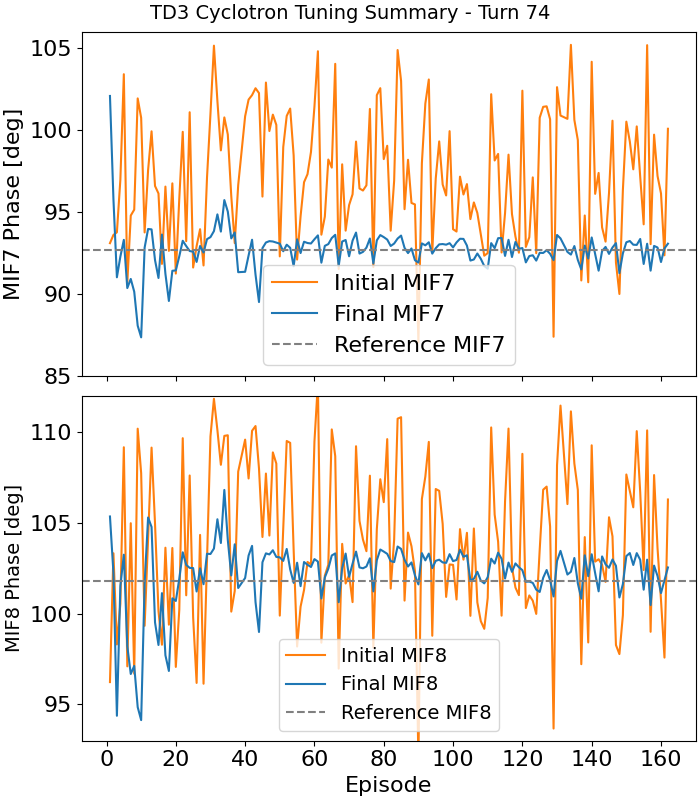 TD3 Cyclotron Tuning Summary - Turn 74
105
100
95
90
85
MIF7 Phase [deg]
Initial MIF7
Final MIF7
Reference MIF7
110
105
100
95
MIF8 Phase [deg]
Initial MIF8
Final MIF8
Reference MIF8
0 20 40 60 80 100 120 140 160
Episode